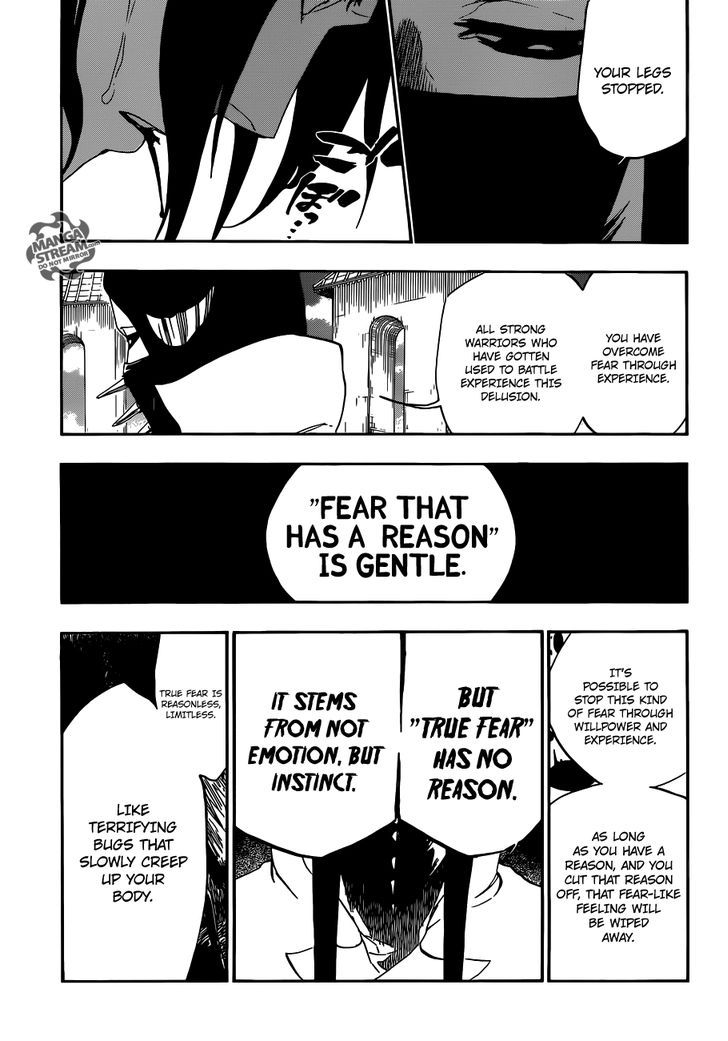 YOUR LEGS
STOPPED.
MANGA
STREAM.com
DO NOT MIRROR!
YOU HAVE
OVERCOME
FEAR THROUGH
EXPERIENCE.
ALL STRONG
WARRIORS WHO
HAVE GOTTEN
USED TO BATTLE
EXPERIENCE THIS
DELUSION.
"FEAR THAT
HAS A REASON"
IS GENTLE.
IT'S
POSSIBLE TO
STOP THIS KIND
OF FEAR THROUGH
WILLPOWER AND
EXPERIENCE.
AS LONG
AS YOU HAVE A
REASON, AND YOU
CUT THAT REASON
OFF, THAT FEAR-LIKE
FEELING WILL
BE WIPED
AWAY.
BUT
"TRUE FEAR"
HAS NO
REASON.
IT STEMS
FROM NOT
EMOTION, BUT
INSTINCT.
TRUE FEAR IS
REASONLESS,
LIMITLESS.
LIKE
TERRIFYING
BUGS THAT
SLOWLY CREEP
UP YOUR
BODY.